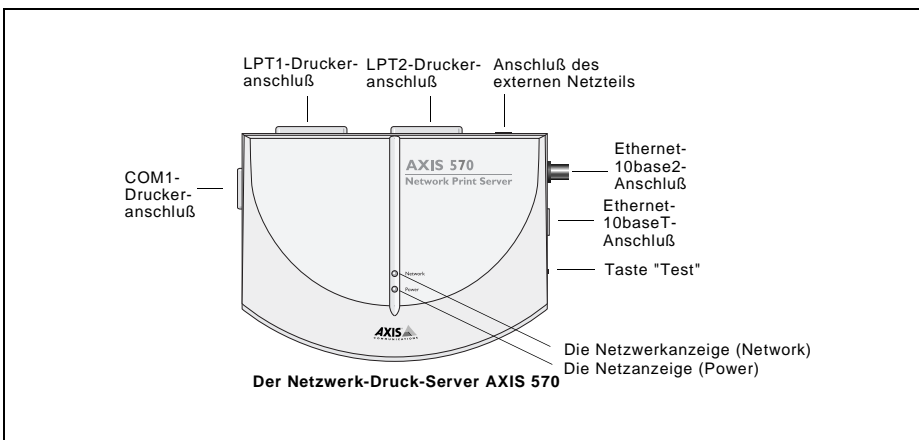 LPT1-Drucker-
anschluß
LPT2-Drucker-
anschluß
Anschluß des
externen Netzteils
COM1-
Drucker-
anschluß
AXIS 570
Network Print Server
Ethernet-
10base2-
Anschluß
Ethernet-
10baseT-
Anschluß
Taste "Test"
Network
Power
AXIS
COMMUNICATIONS
Die Netzwerkanzeige (Network)
Die Netzanzeige (Power)
Der Netzwerk-Druck-Server AXIS 570